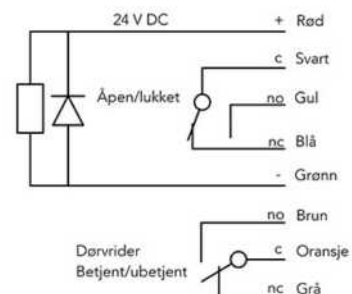 24 V DC + Rød
c Svart
Åpen/lukket no Gul
nc Blå
- Grønn
no Brun
Dørvrider c Oransje
Betjent/ubetjent
nc Grå